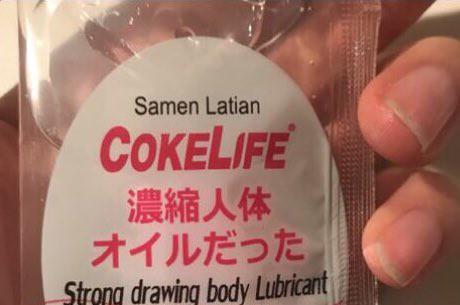 Samen Latian
COKELIFE®
濃縮人体
オイルだった
Strong drawing body Lubricant